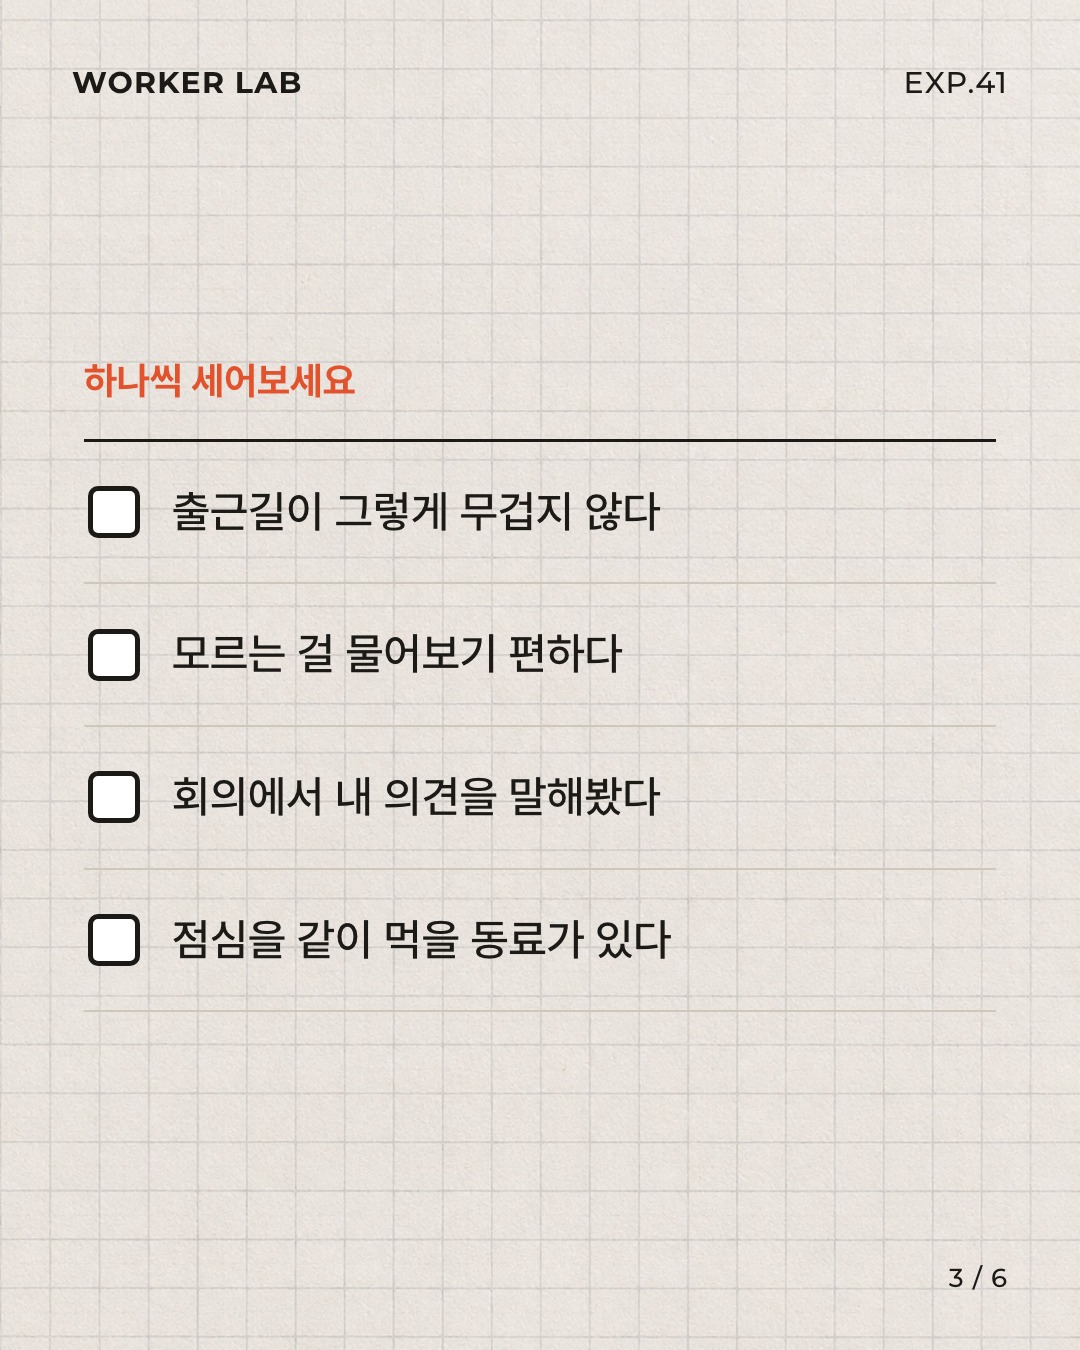 WORKER LAB
EXP.41
하나씩 세어보세요
출근길이 그렇게 무겁지 않다
모르는 걸 물어보기 편하다
회의에서 내 의견을 말해봤다
점심을 같이 먹을 동료가 있다
3 / 6